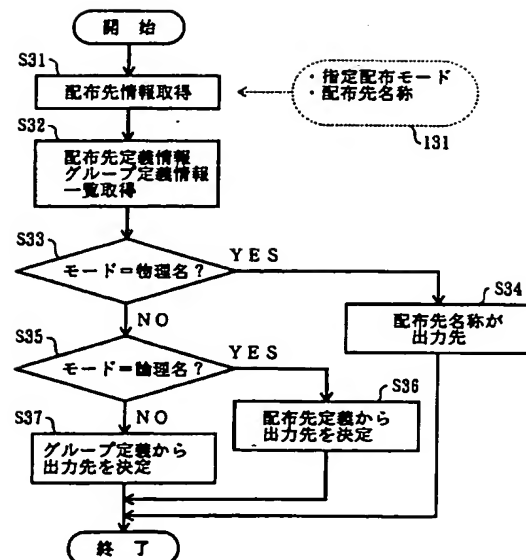 開始
S31
配布先情報取得
・指定配布モード
・配布先名称
131
S32
配布先定義情報
グループ定義情報
一覧取得
S33
モード=物理名?
YES
S34
配布先名称が
出力先
NO
S35
モード=論理名?
YES
S36
配布先定義から
出力先を決定
NO
S37
グループ定義から
出力先を決定
終了